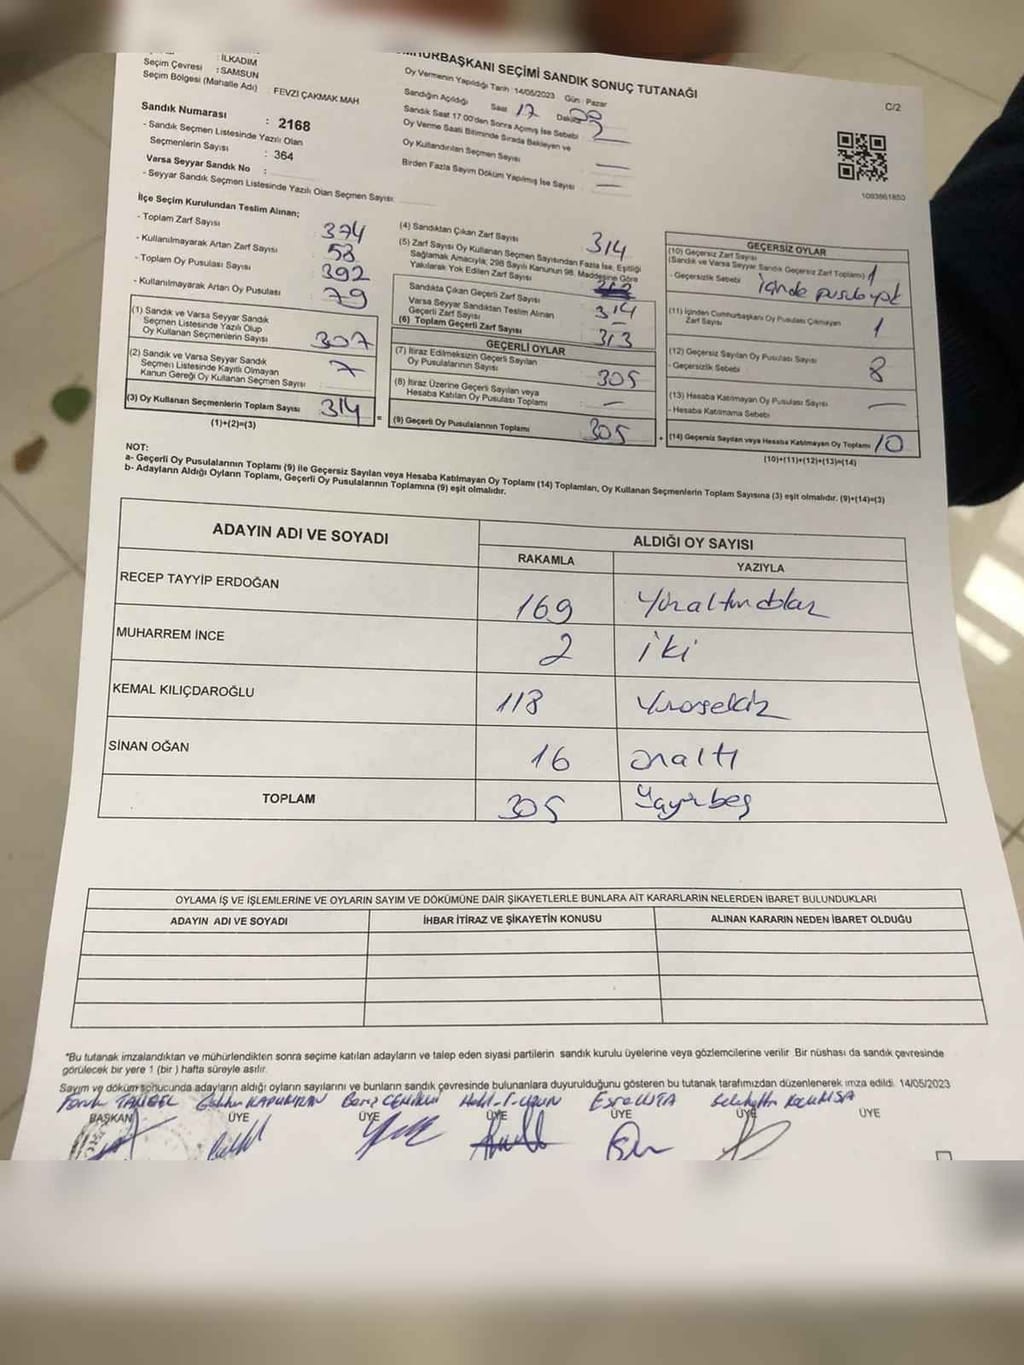 : İLKADIM
Seçim Çevresi : SAMSUN
Seçim Bölgesi (Mahalle Adı) : FEVZİ ÇAKMAK MAH
Sandık Numarası : 2168
- Sandık Seçmen Listesinde Yazılı Olan
Seçmenlerin Sayısı : 364
Varsa Seyyar Sandık No :
- Seyyar Sandık Seçmen Listesinde Yazılı Olan Seçmen Sayısı:
SEÇİMİ SANDIK SONUÇ TUTANAĞI
Oy Vermenin Yapıldığı Tarih : 14/05/2023 Gün : Pazar
Sandığın Açıldığı Saat 17 Dakika
Sandık Saat 17.00'den Sonra Açılmış İse Sebebi
Oy Verme Saati Bitiminde Sırada Bekleyen ve
Oy Kullandırılan Seçmen Sayısı
Birden Fazla Sayım Döküm Yapılmış İse Sayısı
C/2
1093861850
İlçe Seçim Kurulundan Teslim Alınan;
- Toplam Zarf Sayısı 374
- Kullanılmayarak Artan Zarf Sayısı 58
- Toplam Oy Pusulası Sayısı 392
- Kullanılmayarak Artan Oy Pusulası 79
(1) Sandık ve Varsa Seyyar Sandık
Seçmen Listesinde Yazılı Olup
Oy Kullanan Seçmenlerin Sayısı 307
(2) Sandık ve Varsa Seyyar Sandık
Seçmen Listesinde Kayıtlı Olmayan
Kanun Gereği Oy Kullanan Seçmen Sayısı 7
(3) Oy Kullanan Seçmenlerin Toplam Sayısı 314
(1)+(2)=(3)
(4) Sandıktan Çıkan Zarf Sayısı 314
(5) Zarf Sayısı Oy Kullanan Seçmen Sayısından Fazla İse, Eşitliği
Sağlamak Amacıyla; 298 Sayılı Kanunun 98. Maddesine Göre
Yakılarak Yok Edilen Zarf Sayısı
Sandıkta Çıkan Geçerli Zarf Sayısı 314
Varsa Seyyar Sandıktan Teslim Alınan
Geçerli Zarf Sayısı –
(6) Toplam Geçerli Zarf Sayısı 313
GEÇERLİ OYLAR
(7) İtiraz Edilmeksizin Geçerli Sayılan
Oy Pusulalarının Sayısı 305
(8) İtiraz Üzerine Geçerli Sayılan veya
Hesaba Katılan Oy Pusulası Toplamı –
(9) Geçerli Oy Pusulalarının Toplamı 305
GEÇERSİZ OYLAR
(10) Geçersiz Zarf Sayısı
(Sandık ve Varsa Seyyar Sandık Geçersiz Zarf Toplamı) 1
- Geçersizlik Sebebi içinde pusula yok
(11) İçinden Cumhurbaşkanı Oy Pusulası Çıkmayan
Zarf Sayısı 1
(12) Geçersiz Sayılan Oy Pusulası Sayısı 8
- Geçersizlik Sebebi
(13) Hesaba Katılmayan Oy Pusulası Sayısı –
- Hesaba Katılmama Sebebi
(14) Geçersiz Sayılan veya Hesaba Katılmayan Oy Toplamı 10
(10)+(11)+(12)+(13)=(14)
NOT:
a- Geçerli Oy Pusulalarının Toplamı (9) ile Geçersiz Sayılan veya Hesaba Katılmayan Oy Toplamı (14) Toplamları, Oy Kullanan Seçmenlerin Toplam Sayısına (3) eşit olmalıdır. (9)+(14)=(3)
b- Adayların Aldığı Oyların Toplamı, Geçerli Oy Pusulalarının Toplamına (9) eşit olmalıdır.
ADAYIN ADI VE SOYADI ALDIĞI OY SAYISI
RAKAMLA YAZIYLA
RECEP TAYYİP ERDOĞAN 169 Yüzaltmışdokuz
MUHARREM İNCE 2 iki
KEMAL KILIÇDAROĞLU 118 Yüzonsekiz
SİNAN OĞAN 16 onaltı
TOPLAM 305 Üçyüzbeş
OYLAMA İŞ VE İŞLEMLERİNE VE OYLARIN SAYIM VE DÖKÜMÜNE DAİR ŞİKAYETLERLE BUNLARA AİT KARARLARIN NELERDEN İBARET BULUNDUKLARI
ADAYIN ADI VE SOYADI İHBAR İTİRAZ VE ŞİKAYETİN KONUSU ALINAN KARARIN NEDEN İBARET OLDUĞU
*Bu tutanak imzalandıktan ve mühürlendikten sonra seçime katılan adayların ve talep eden siyasi partilerin sandık kurulu üyelerine veya gözlemcilerine verilir. Bir nüshası da sandık çevresinde
görülecek bir yere 1 (bir) hafta süreyle asılır.
Sayım ve döküm sonucunda adayların aldığı oyların sayılarını ve bunların sandık çevresinde bulunanlara duyurulduğunu gösteren bu tutanak tarafımızdan düzenlenerek imza edildi. 14/05/2023
BAŞKAN ÜYE ÜYE ÜYE ÜYE ÜYE ÜYE